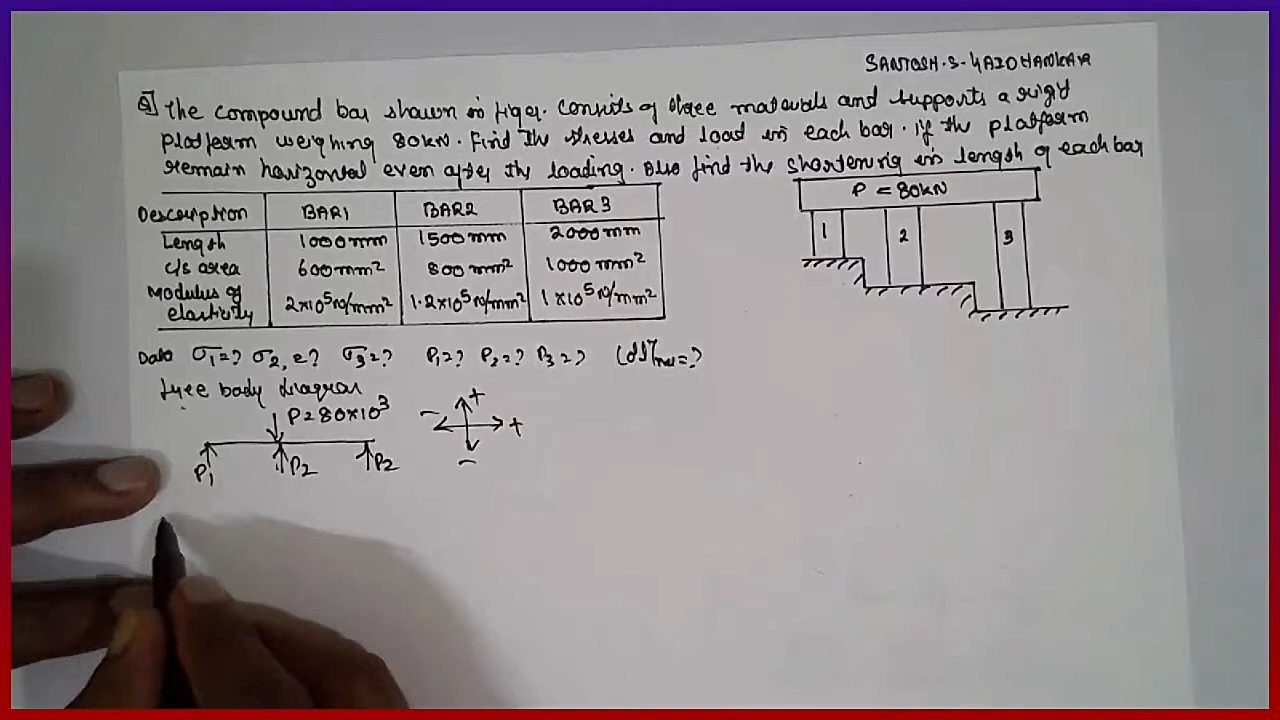 SANTOSH.S.
Q] The compound bar shown in figer. Consists of three materials and supports a rigid
platform weighing 80kN. Find the stresses and load in each bar. if the platform
remain horizontal even after the loading. Also find the shortening in length of each bar
Description BAR1 BAR2 BAR3
Length 1000mm 1500mm 2000mm
c/s area 600mm² 800mm² 1000mm²
Modulus of
elasticity 2×10⁵N/mm² 1.2×10⁵N/mm² 1×10⁵N/mm²
P = 80kN
1 2 3
Data σ1=? σ2=? σ3=? P1=? P2=? P3=? =?
free body diagram
P=80×10³
P1 P2 P2
+ - + -